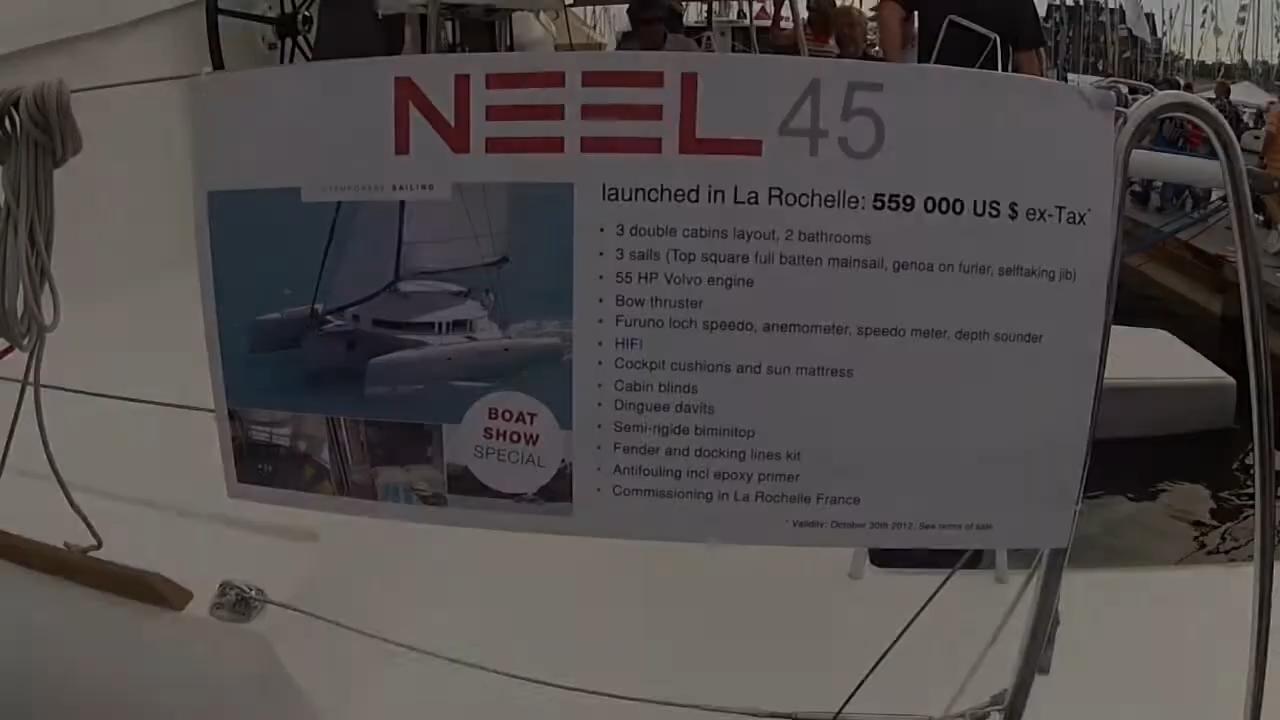 NEEL 45
SAILING
launched in La Rochelle: 559 000 US $ ex-Tax*
• 3 double cabins layout, 2 bathrooms
• 3 sails (Top square full batten mainsail, genoa on furler, selftaking jib)
• 55 HP Volvo engine
• Bow thruster
• Furuno loch speedo, anemometer, speedo meter, depth sounder
• HIFI
• Cockpit cushions and sun mattress
• Cabin blinds
• Dinguee davits
• Semi-rigide biminitop
• Fender and docking lines kit
• Antifouling incl epoxy primer
• Commissioning in La Rochelle France
BOAT
SHOW
SPECIAL
* Validity: October 30th 2012. See terms of sale